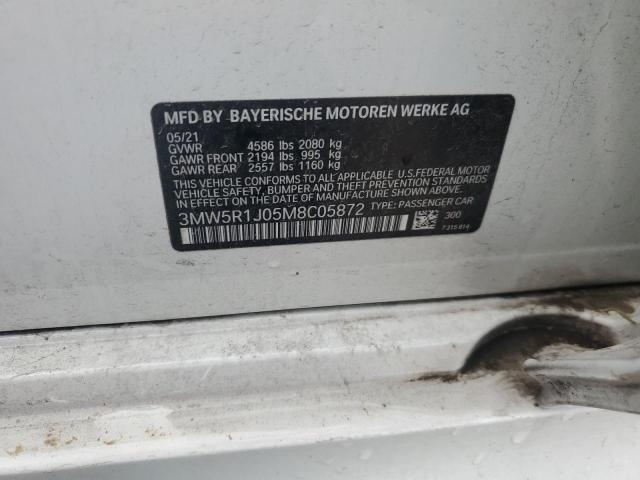 MFD BY BAYERISCHE MOTOREN WERKE AG
05/21
GVWR 4586 lbs 2080 kg
GAWR FRONT 2194 lbs 995 kg
GAWR REAR 2557 lbs 1160 kg
THIS VEHICLE CONFORMS TO ALL APPLICABLE U.S.FEDERAL MOTOR
VEHICLE SAFETY, BUMPER AND THEFT PREVENTION STANDARDS IN
EFFECT ON THE DATE OF MANUFACTURE SHOWN ABOVE.
3MW5R1J05M8C05872 TYPE: PASSENGER CAR
300
7315814